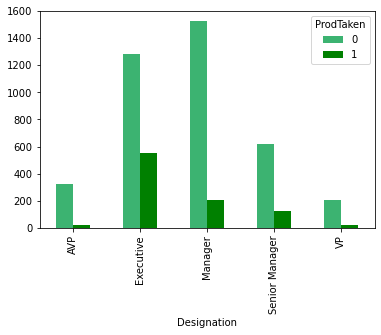 1600
1400
1200
1000
800
600
400
200
0
ProdTaken
0
1
AVP
Executive
Manager
Senior Manager
VP
Designation